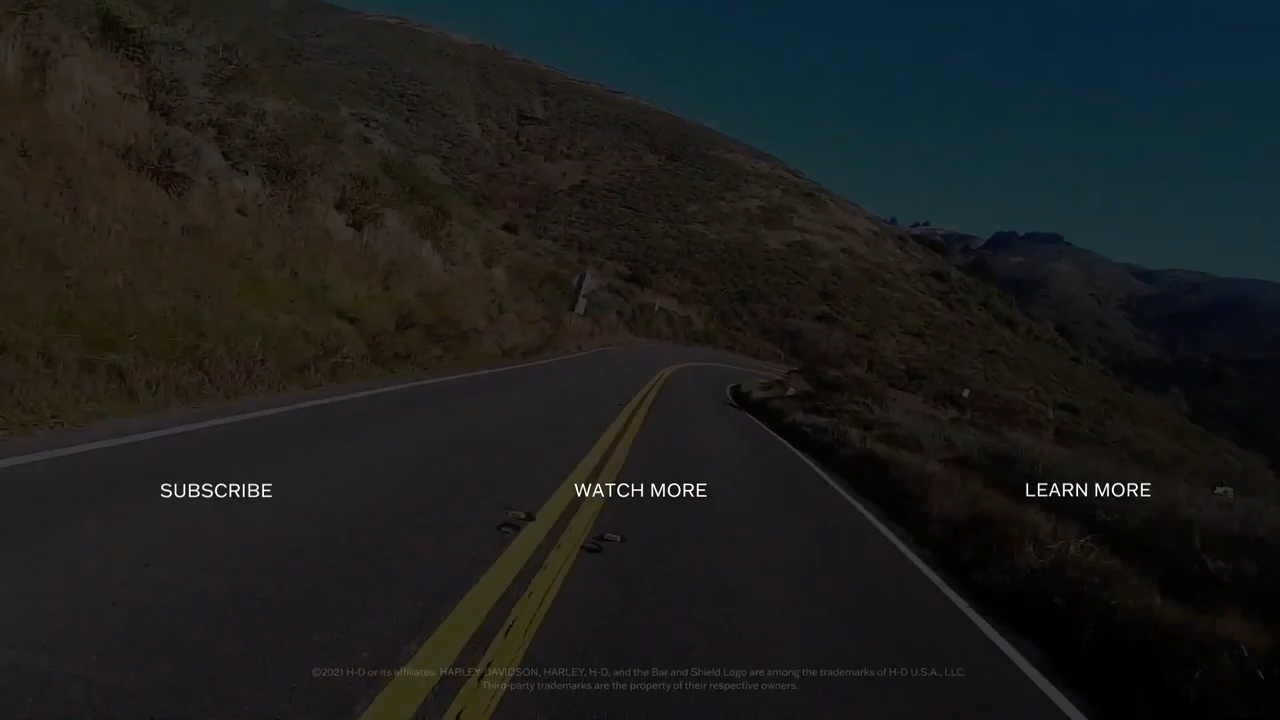 SUBSCRIBE
WATCH MORE
LEARN MORE
©2021 H-D or its affiliates. HARLEY-DAVIDSON, HARLEY, H-D, and the Bar and Shield Logo are among the trademarks of H-D U.S.A., LLC.
Third-party trademarks are the property of their respective owners.